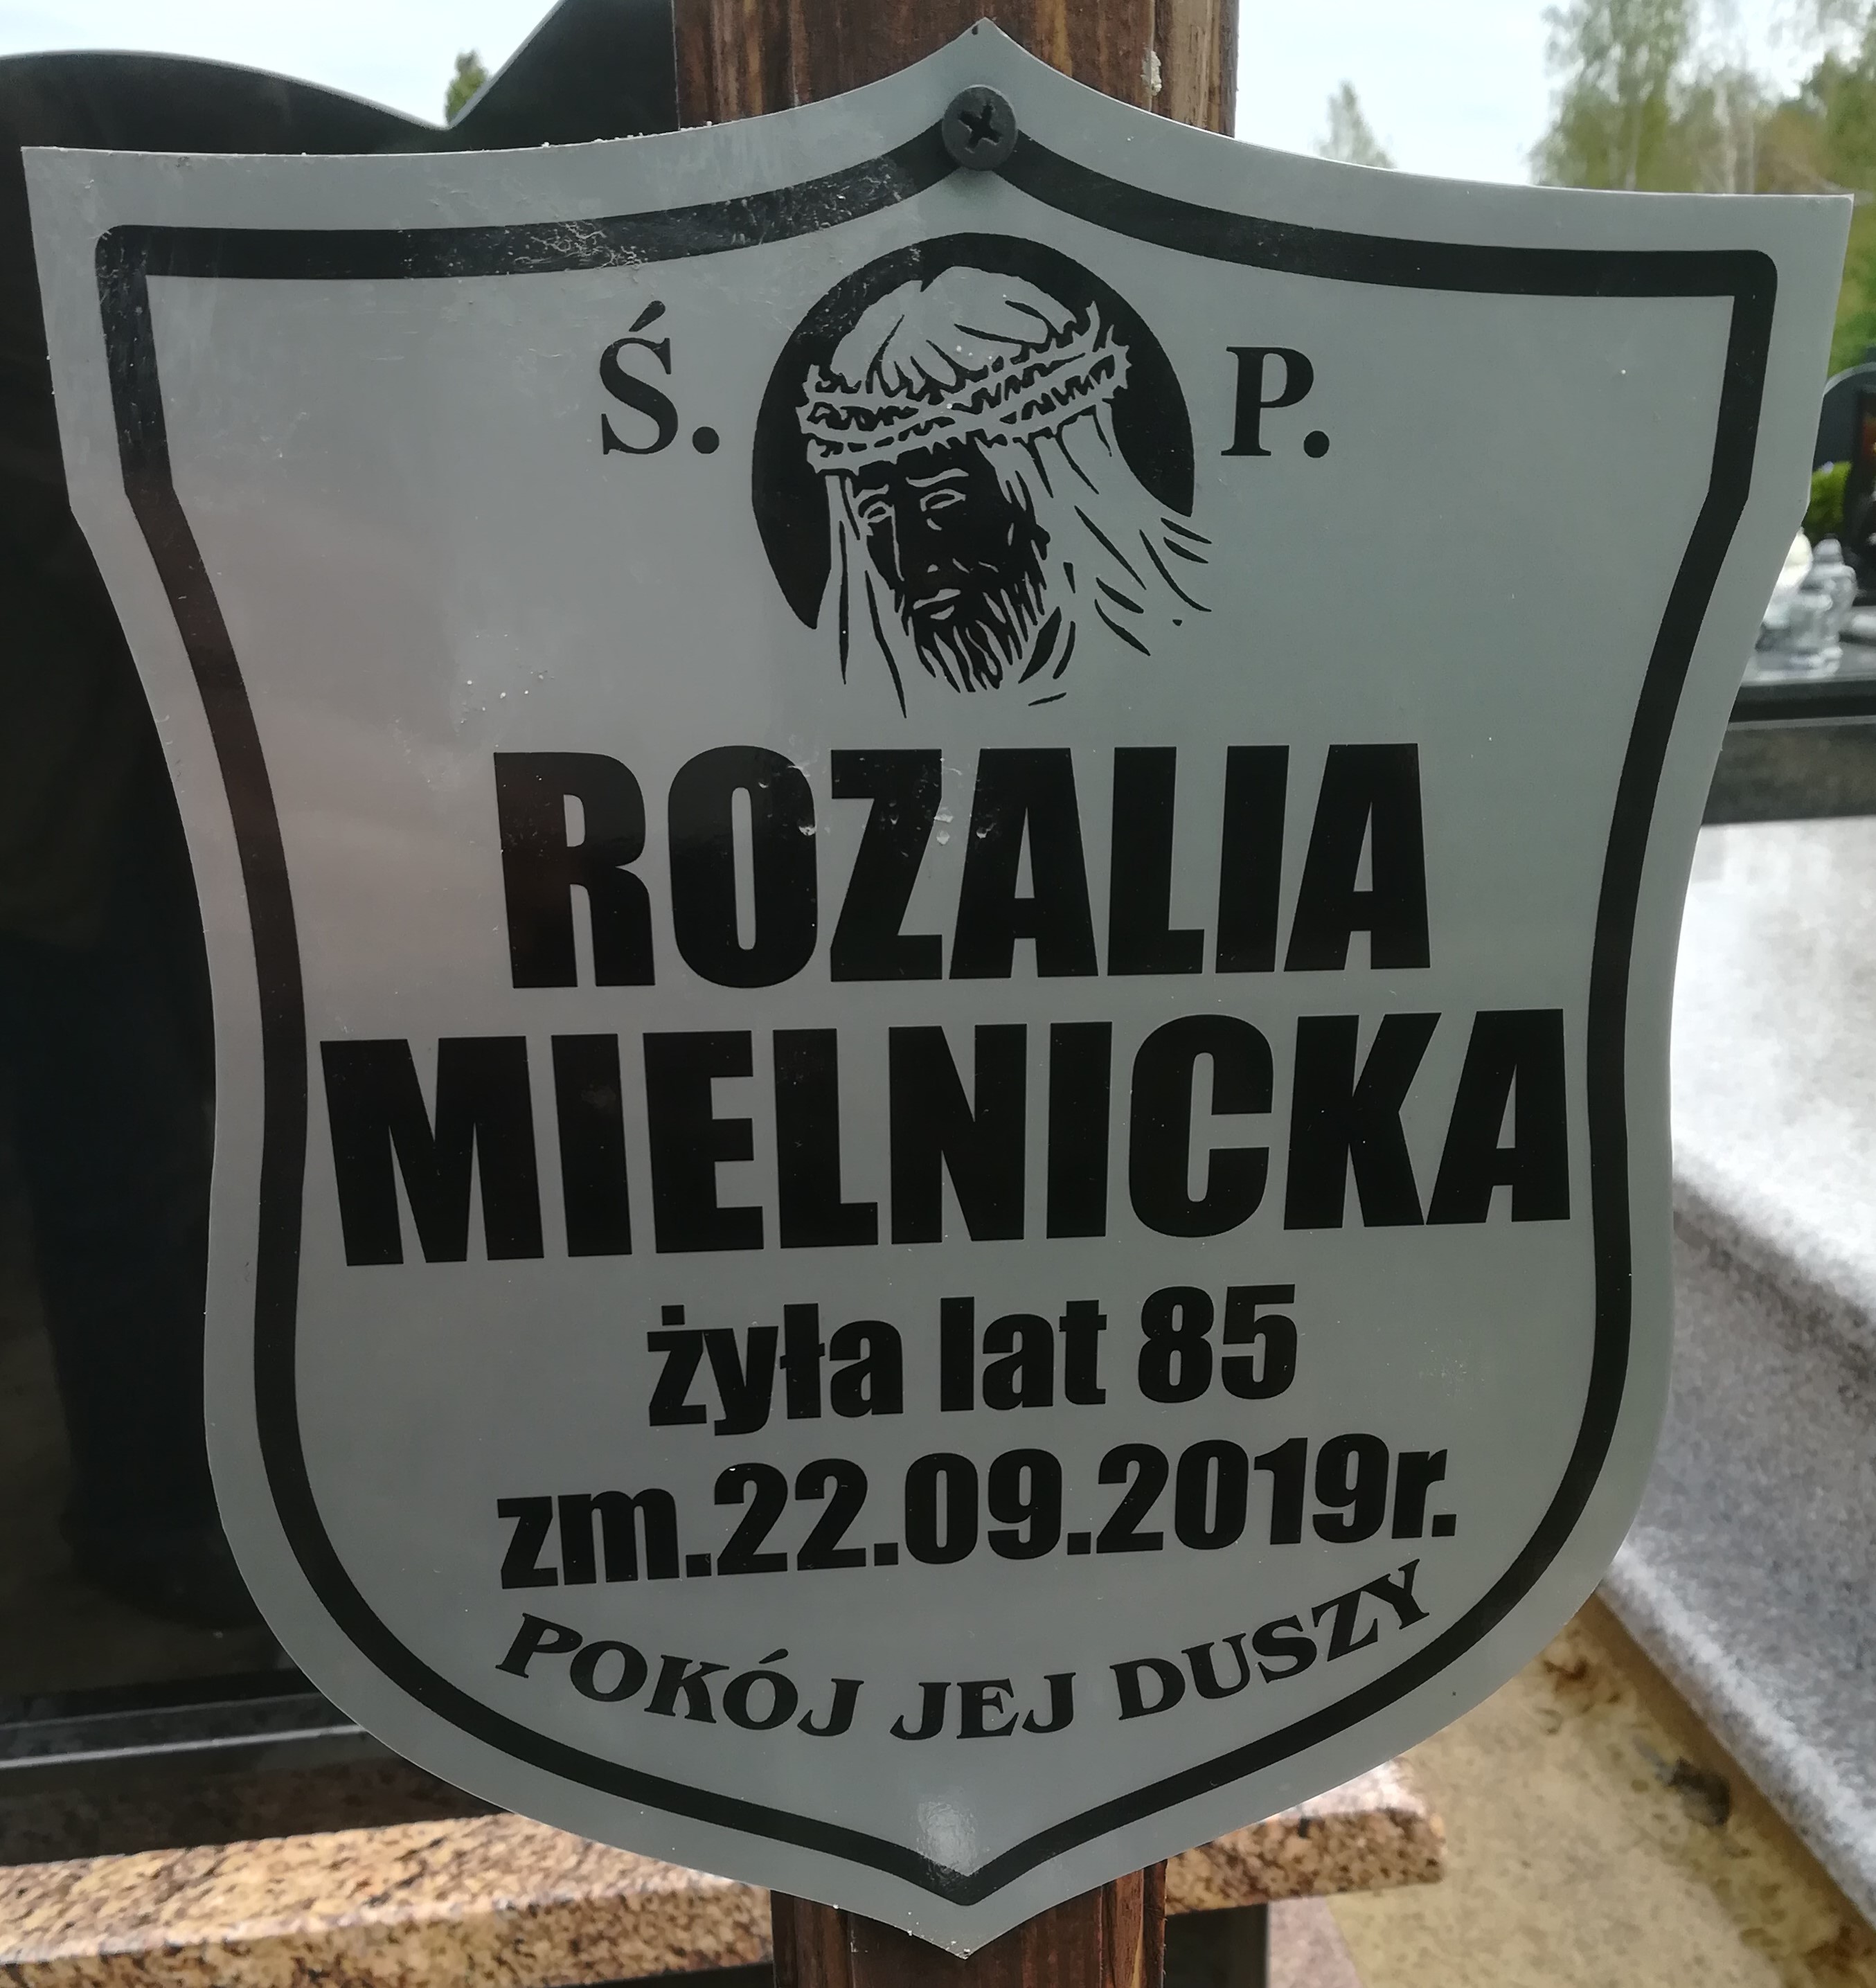 Ś. P.
ROZALIA
MIELNICKA
żyła lat 85
zm.22.09.2019r.
POKÓJ JEJ DUSZY